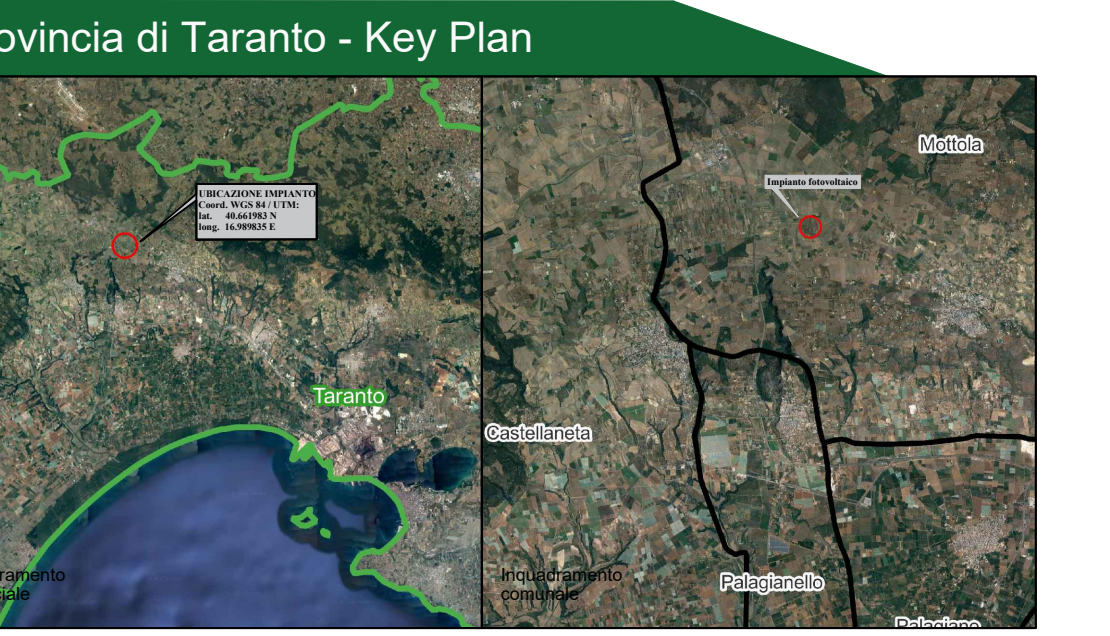 ovincia di Taranto - Key Plan
UBICAZIONE IMPIANTO
Coord. WGS 84 / UTM:
lat. 40.661983 N
long. 16.989835 E
Taranto
ramento
iale
Mottola
Impianto fotovoltaico
Castellaneta
Inquadramento
comunale
Palagianello
Palagiano